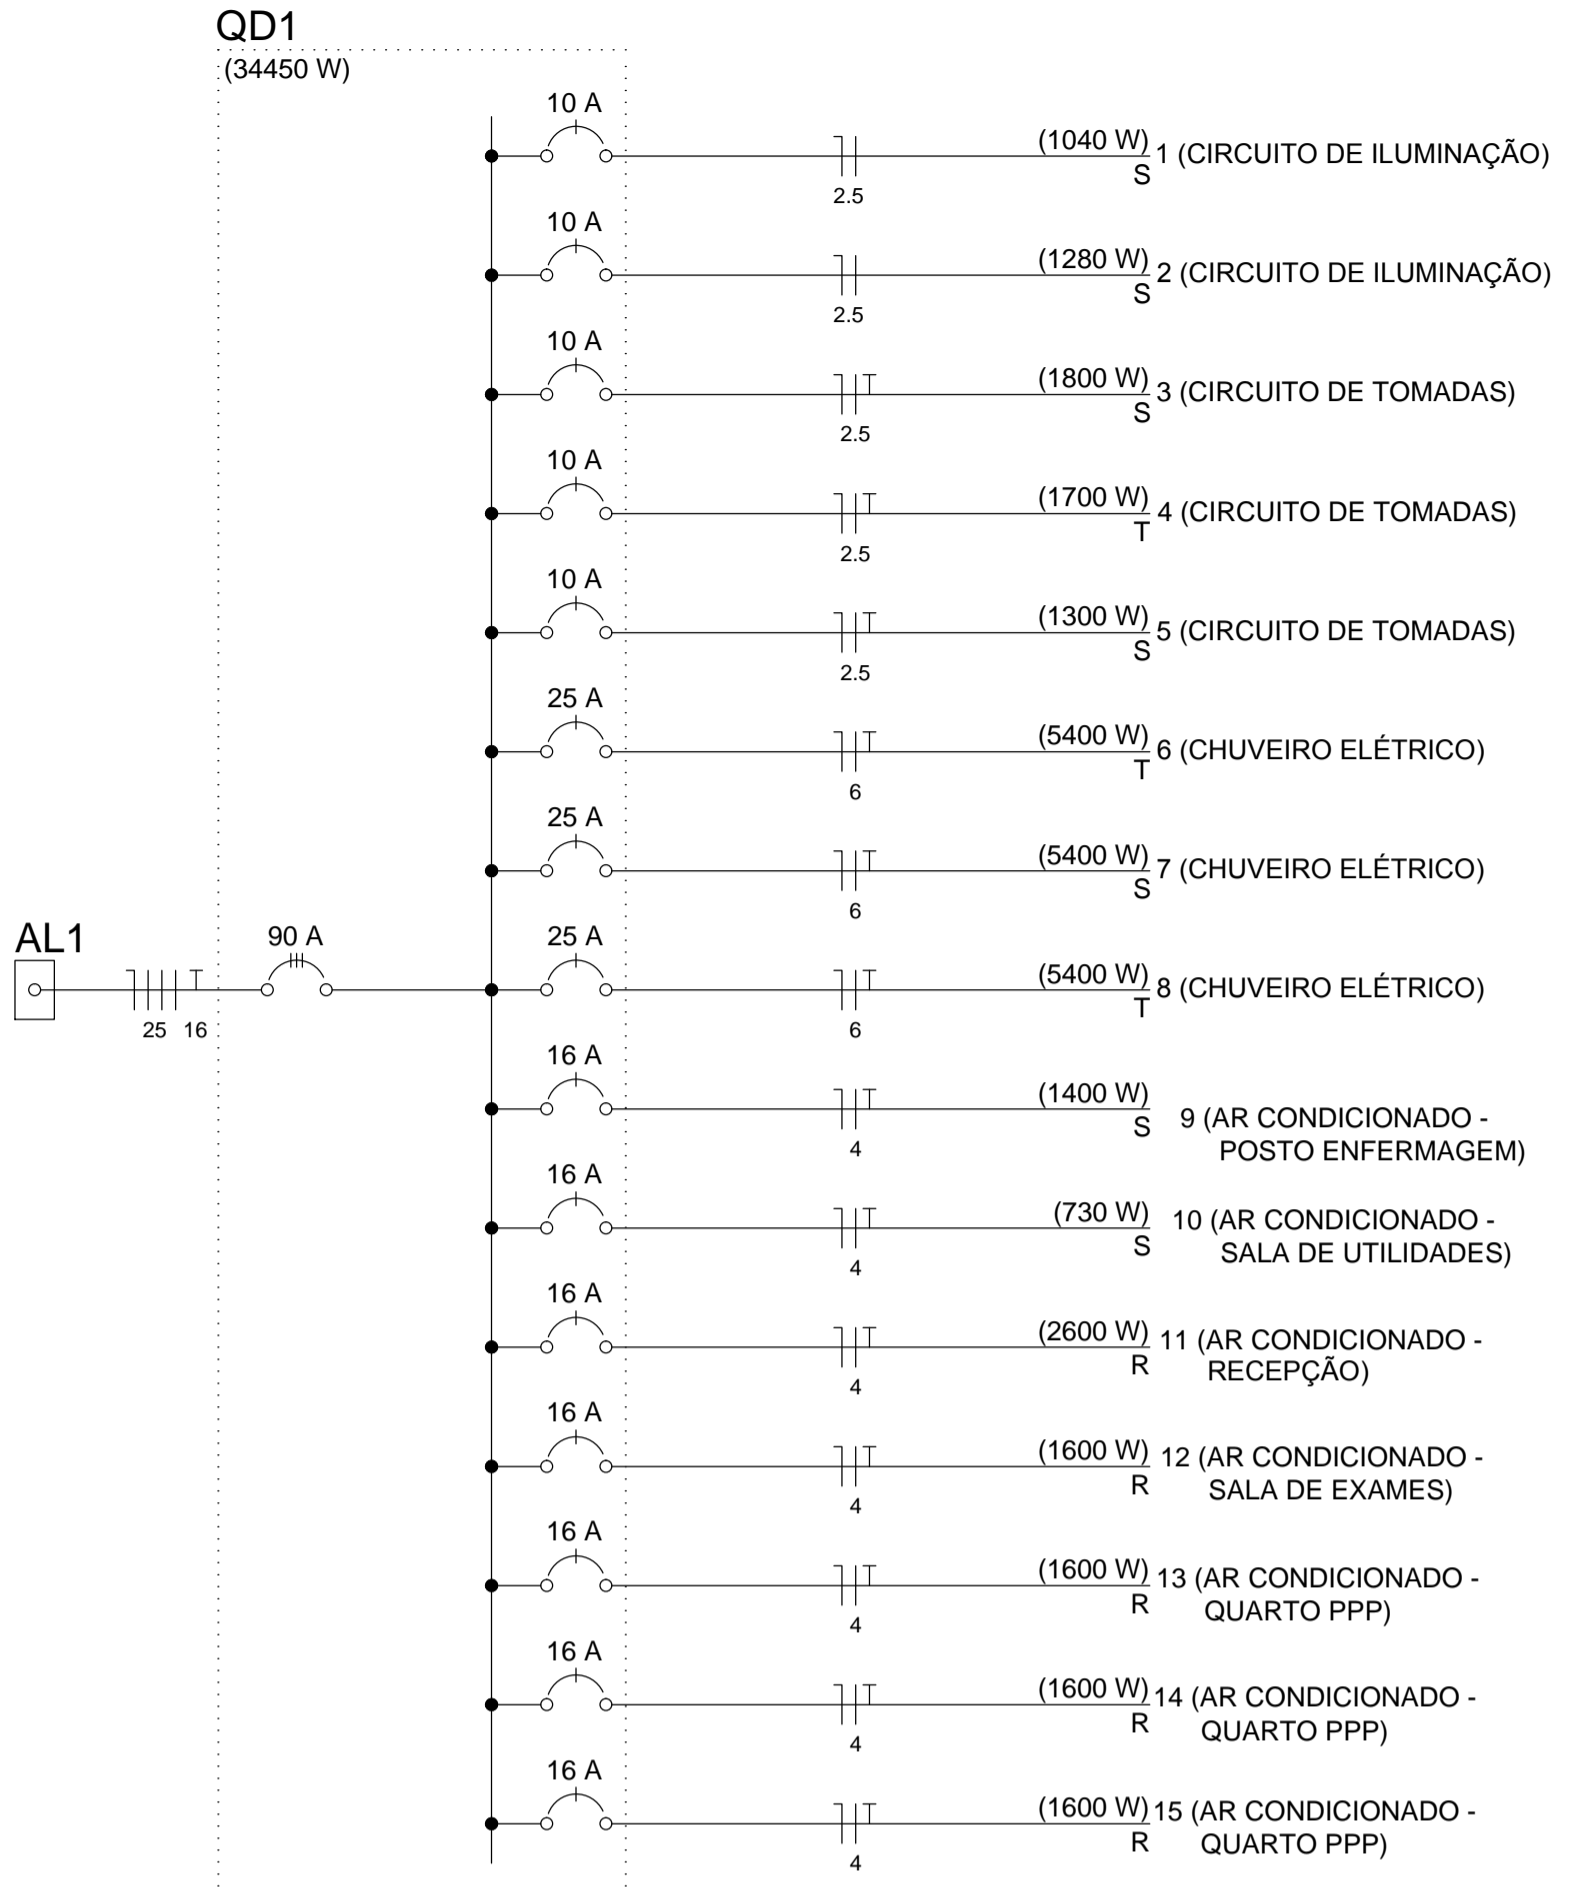 QD1
(34450 W)
10 A
(1040 W)
1 (CIRCUITO DE ILUMINAÇÃO)
S
2.5
10 A
(1280 W)
2 (CIRCUITO DE ILUMINAÇÃO)
S
2.5
10 A
(1800 W)
3 (CIRCUITO DE TOMADAS)
S
2.5
10 A
(1700 W)
4 (CIRCUITO DE TOMADAS)
T
2.5
10 A
(1300 W)
5 (CIRCUITO DE TOMADAS)
S
2.5
25 A
(5400 W)
6 (CHUVEIRO ELÉTRICO)
T
6
25 A
(5400 W)
7 (CHUVEIRO ELÉTRICO)
S
6
AL1
90 A
25 16
25 A
(5400 W)
8 (CHUVEIRO ELÉTRICO)
T
6
16 A
(1400 W)
S
4
9 (AR CONDICIONADO -
POSTO ENFERMAGEM)
16 A
(730 W)
S
4
10 (AR CONDICIONADO -
SALA DE UTILIDADES)
16 A
(2600 W)
R
4
11 (AR CONDICIONADO -
RECEPÇÃO)
16 A
(1600 W)
R
4
12 (AR CONDICIONADO -
SALA DE EXAMES)
16 A
(1600 W)
R
4
13 (AR CONDICIONADO -
QUARTO PPP)
16 A
(1600 W)
R
4
14 (AR CONDICIONADO -
QUARTO PPP)
16 A
(1600 W)
R
4
15 (AR CONDICIONADO -
QUARTO PPP)